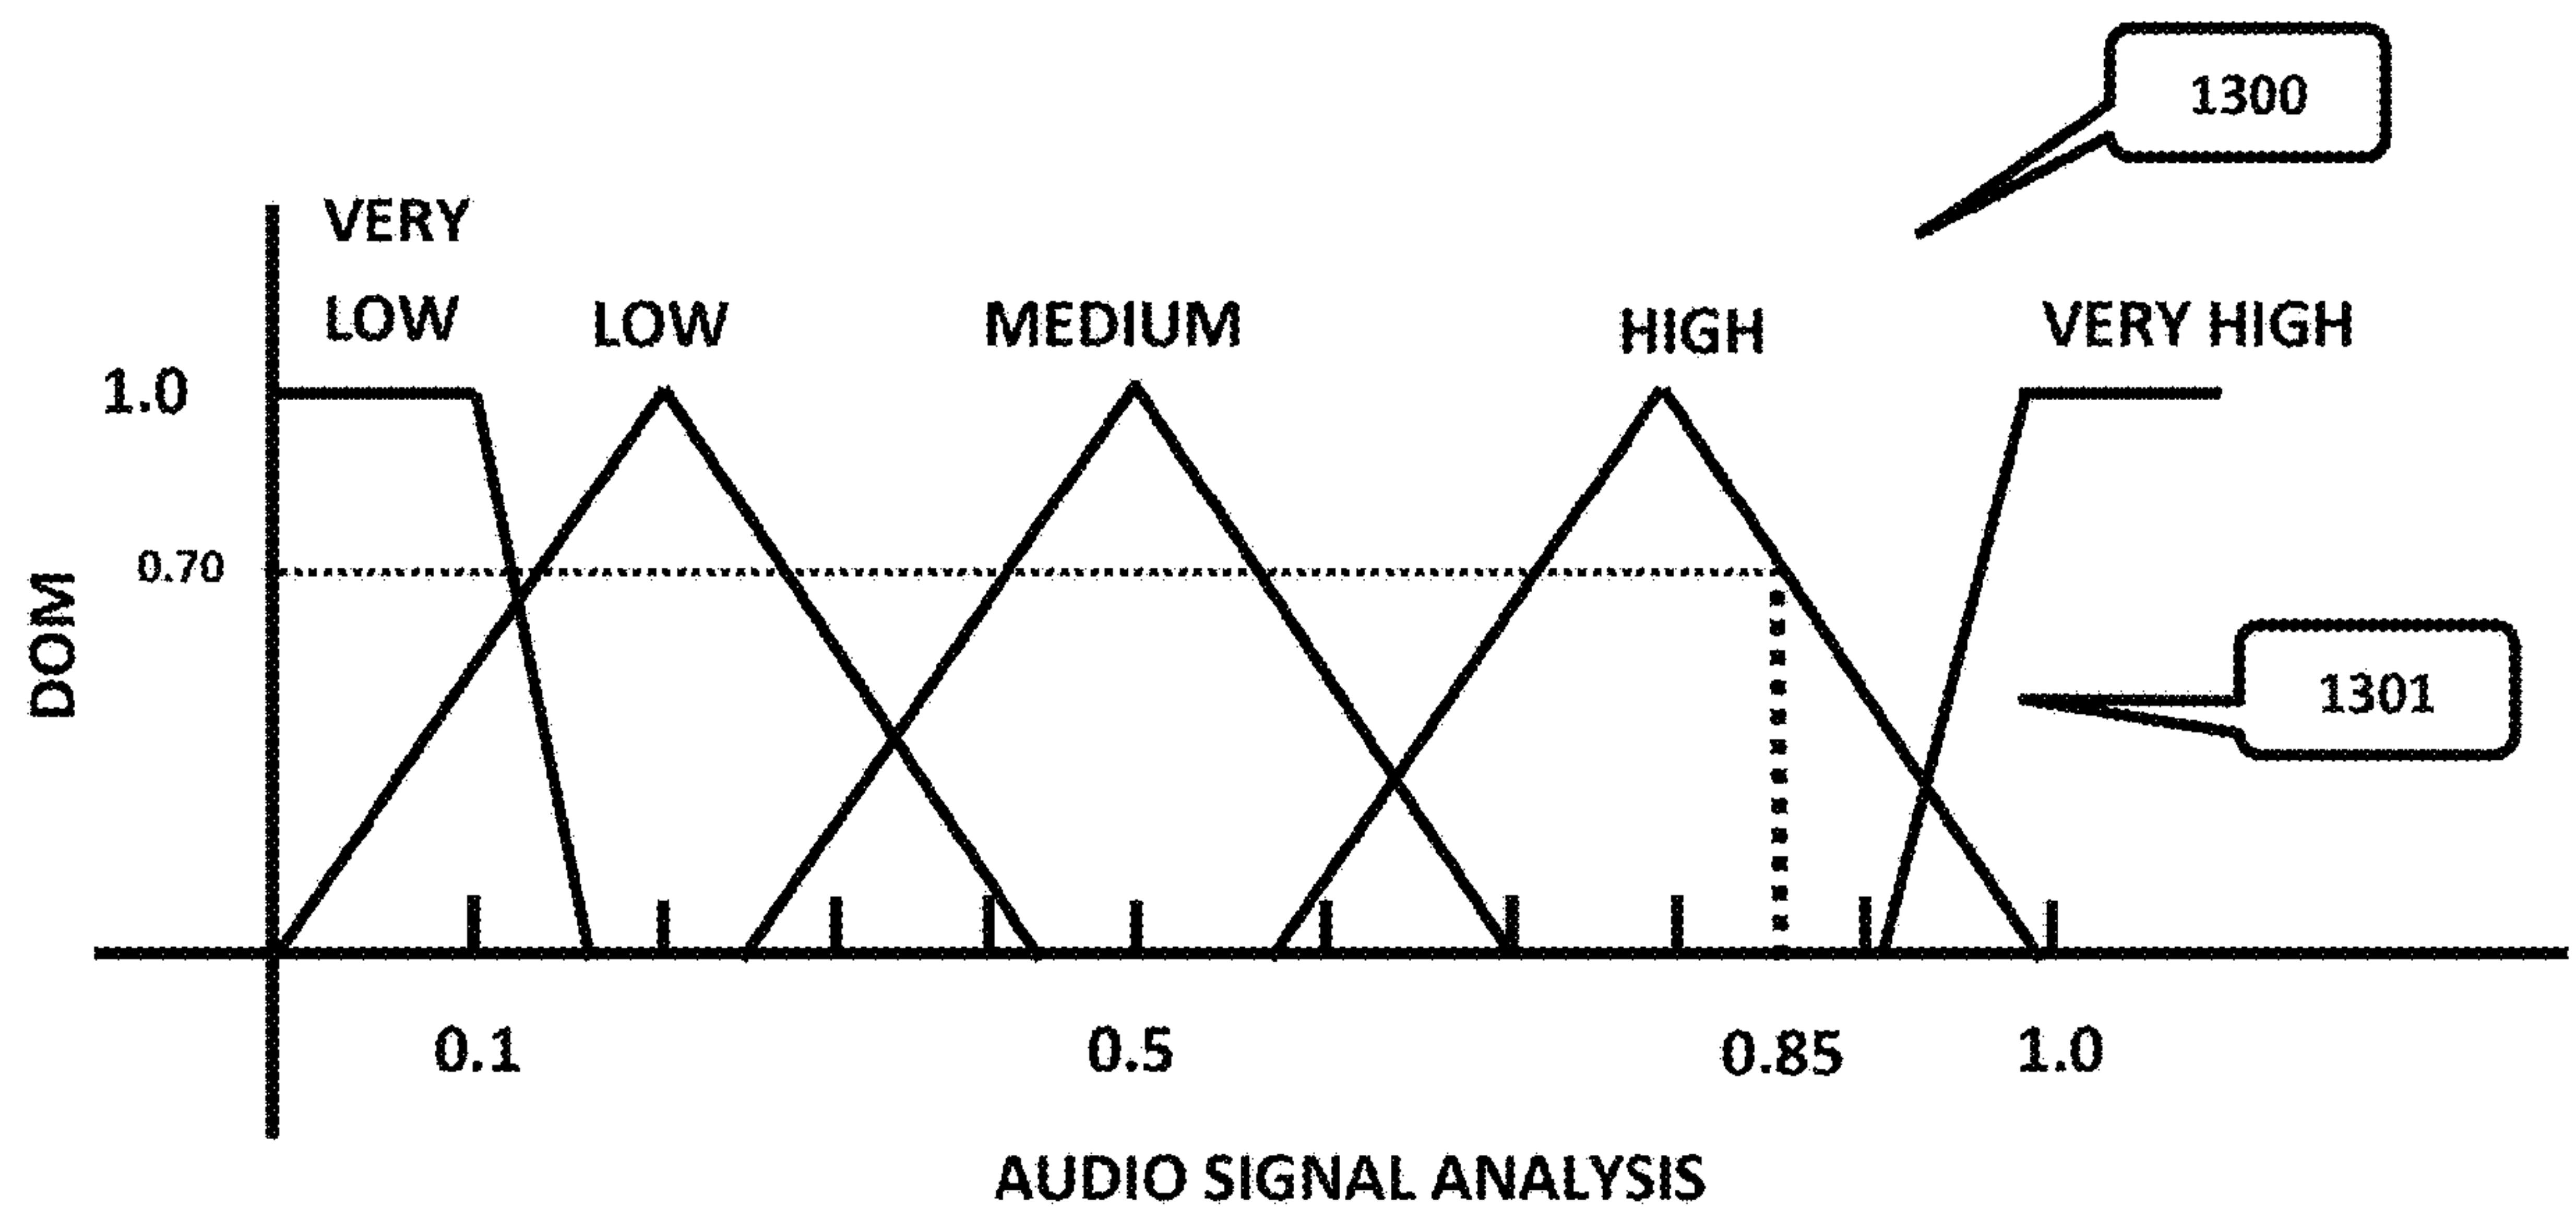 1300
VERY
LOW
LOW
MEDIUM
HIGH
VERY HIGH
1.0
0.70
DOM
1301
0.1
0.5
0.85
1.0
AUDIO SIGNAL ANALYSIS